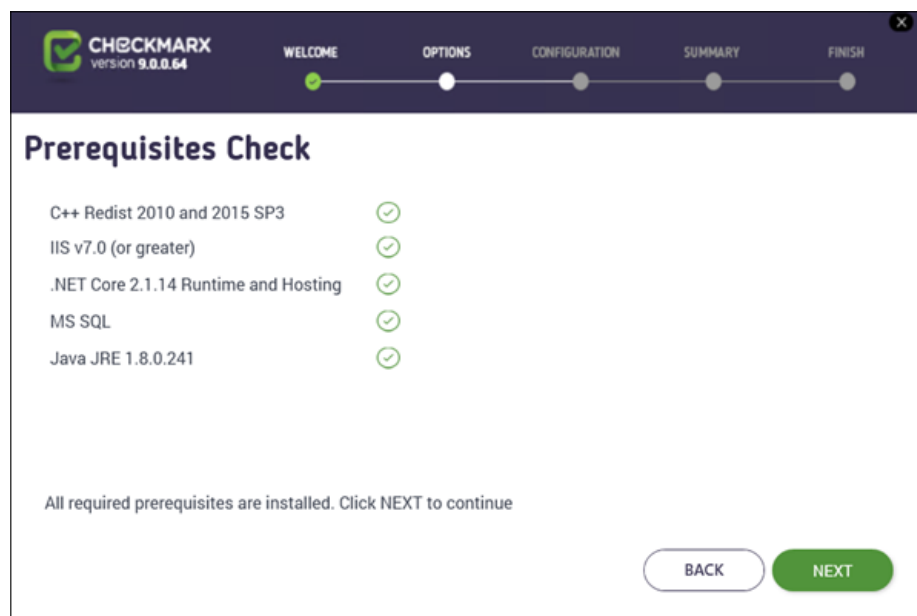 CHECKMARX
version 9.0.0.64
WELCOME
OPTIONS
CONFIGURATION
SUMMARY
FINISH
Prerequisites Check
C++ Redist 2010 and 2015 SP3
IIS v7.0 (or greater)
.NET Core 2.1.14 Runtime and Hosting
MS SQL
Java JRE 1.8.0.241
All required prerequisites are installed. Click NEXT to continue
BACK
NEXT